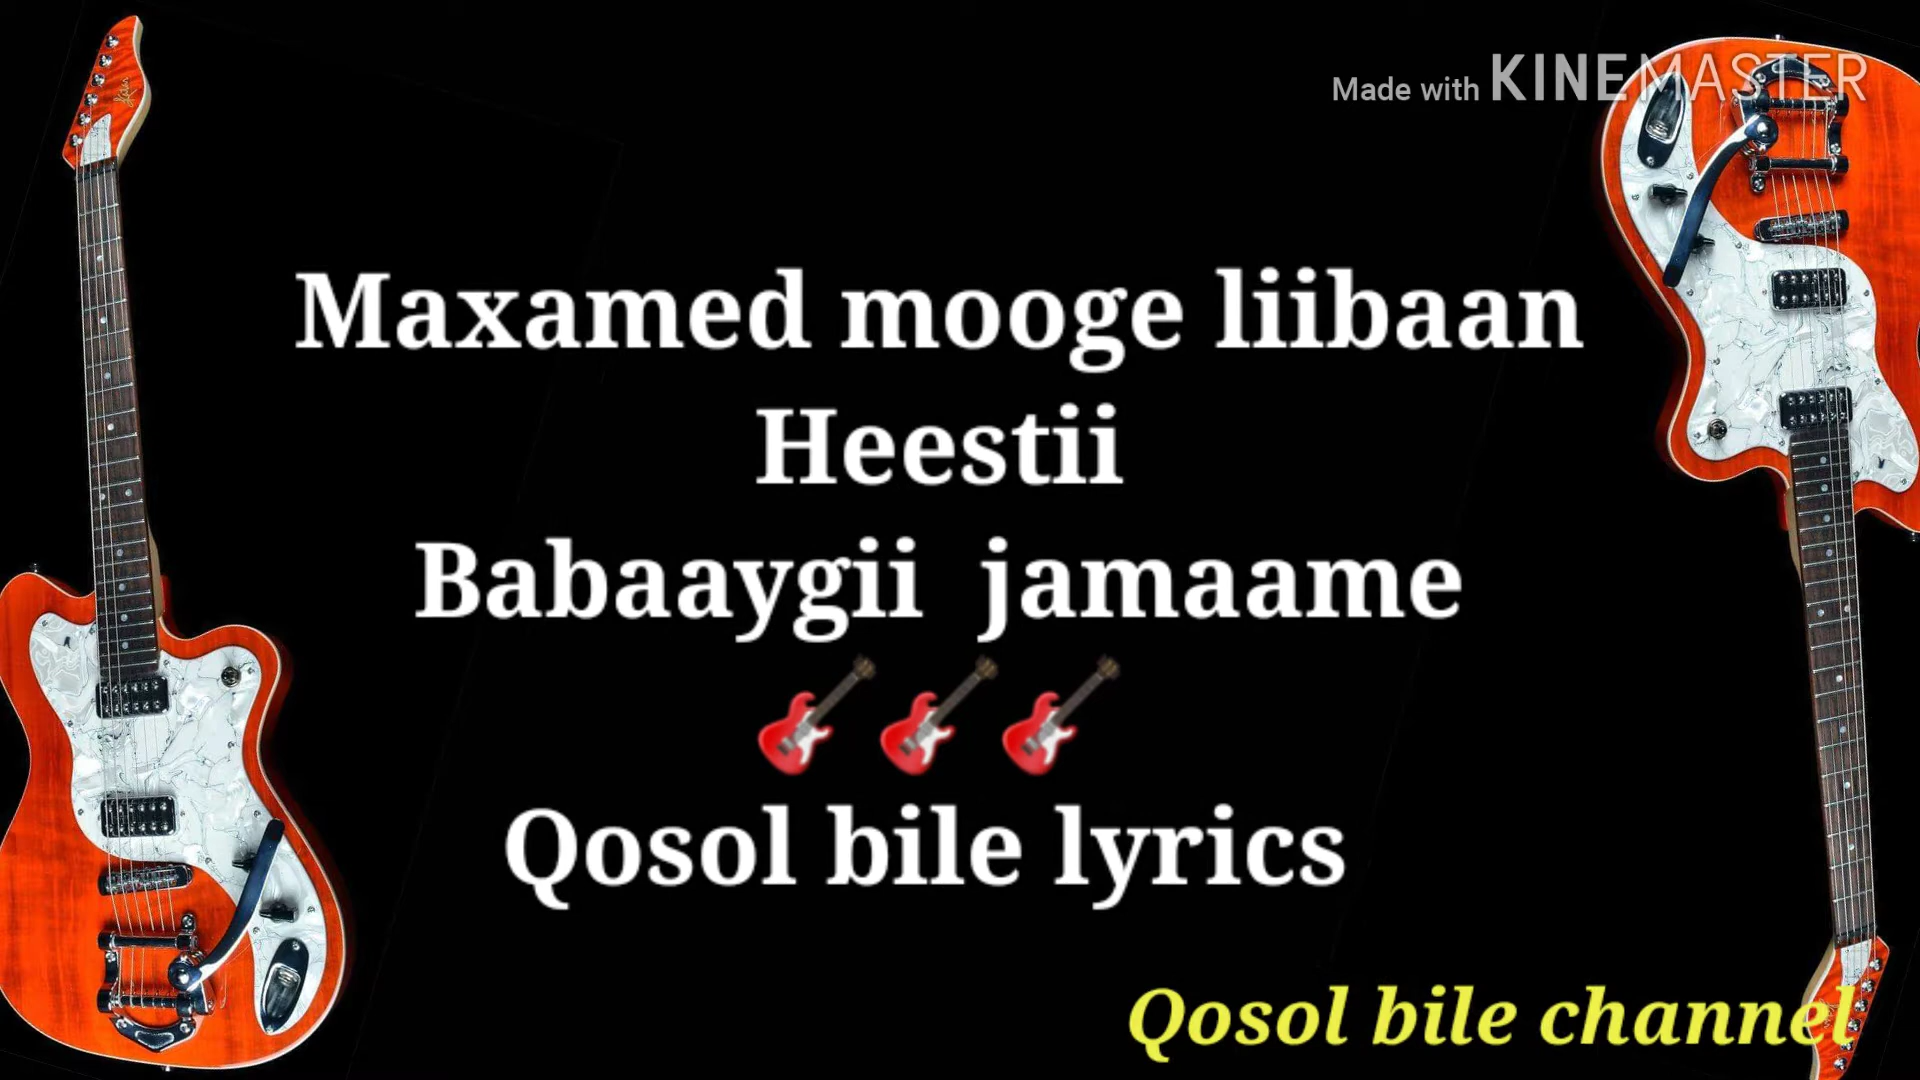 Made with KINEMASTER
Maxamed mooge liibaan
Heestii
Babaaygii jamaame
🎸🎸🎸
Qosol bile lyrics
Qosol bile channel